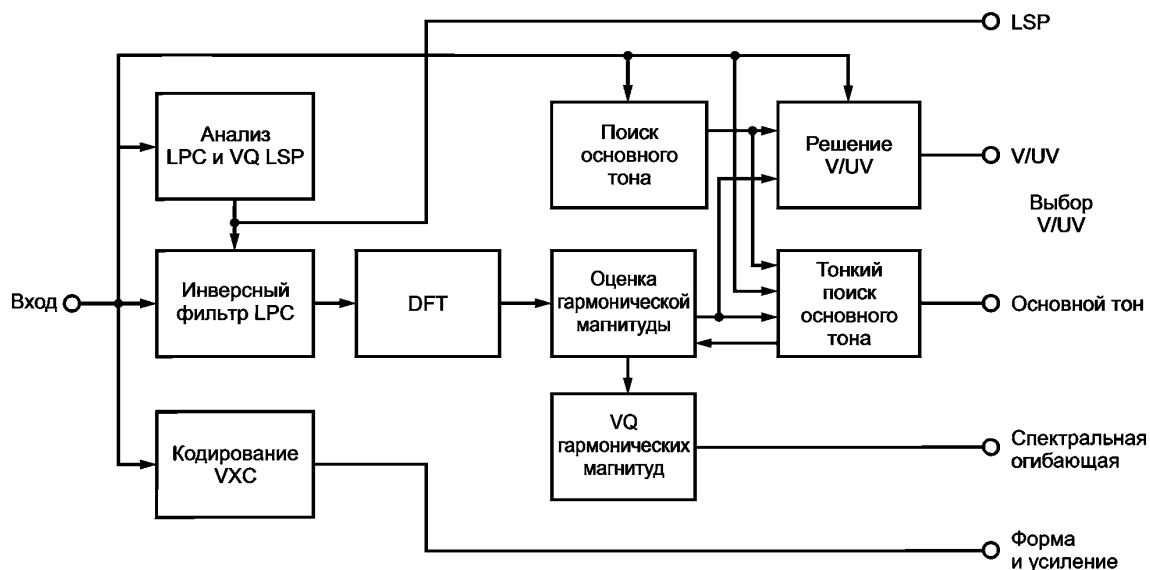 LSP
Анализ
LPC и VQ LSP
Поиск
основного
тона
Решение
V/UV
V/UV
Выбор
V/UV
Вход
Инверсный
фильтр LPC
DFT
Оценка
гармонической
магнитуды
Тонкий
поиск
основного
тона
Основной тон
Кодирование
VXC
VQ
гармонических
магнитуд
Спектральная
огибающая
Форма
и усиление